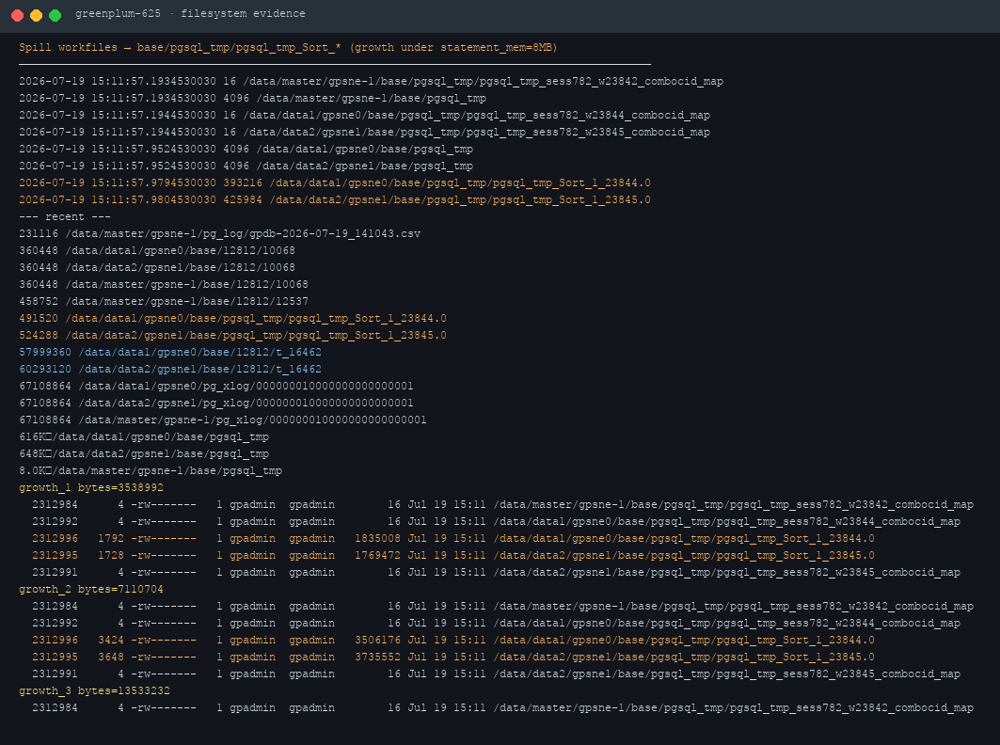 greenplum-625 · filesystem evidence
Spill workfiles → base/pgsql_tmp/pgsql_tmp_Sort_* (growth under statement_mem=8MB)
2026-07-19 15:11:57.1934530030 16 /data/master/gpsne-1/base/pgsql_tmp/pgsql_tmp_sess782_w23842_combocid_map
2026-07-19 15:11:57.1934530030 4096 /data/master/gpsne-1/base/pgsql_tmp
2026-07-19 15:11:57.1944530030 16 /data/data1/gpsne0/base/pgsql_tmp/pgsql_tmp_sess782_w23844_combocid_map
2026-07-19 15:11:57.1944530030 16 /data/data2/gpsne1/base/pgsql_tmp/pgsql_tmp_sess782_w23845_combocid_map
2026-07-19 15:11:57.9524530030 4096 /data/data1/gpsne0/base/pgsql_tmp
2026-07-19 15:11:57.9524530030 4096 /data/data2/gpsne1/base/pgsql_tmp
2026-07-19 15:11:57.9794530030 393216 /data/data1/gpsne0/base/pgsql_tmp/pgsql_tmp_Sort_1_23844.0
2026-07-19 15:11:57.9804530030 425984 /data/data2/gpsne1/base/pgsql_tmp/pgsql_tmp_Sort_1_23845.0
--- recent ---
231116 /data/master/gpsne-1/pg_log/gpdb-2026-07-19_141043.csv
360448 /data/data1/gpsne0/base/12812/10068
360448 /data/data2/gpsne1/base/12812/10068
360448 /data/master/gpsne-1/base/12812/10068
458752 /data/master/gpsne-1/base/12812/12537
491520 /data/data1/gpsne0/base/pgsql_tmp/pgsql_tmp_Sort_1_23844.0
524288 /data/data2/gpsne1/base/pgsql_tmp/pgsql_tmp_Sort_1_23845.0
57999360 /data/data1/gpsne0/base/12812/t_16462
60293120 /data/data2/gpsne1/base/12812/t_16462
67108864 /data/data1/gpsne0/pg_xlog/000000010000000000000001
67108864 /data/data2/gpsne1/pg_xlog/000000010000000000000001
67108864 /data/master/gpsne-1/pg_xlog/000000010000000000000001
616K□/data/data1/gpsne0/base/pgsql_tmp
648K□/data/data2/gpsne1/base/pgsql_tmp
8.0K□/data/master/gpsne-1/base/pgsql_tmp
growth_1 bytes=3538992
2312984 4 -rw------- 1 gpadmin gpadmin 16 Jul 19 15:11 /data/master/gpsne-1/base/pgsql_tmp/pgsql_tmp_sess782_w23842_combocid_map
2312992 4 -rw------- 1 gpadmin gpadmin 16 Jul 19 15:11 /data/data1/gpsne0/base/pgsql_tmp/pgsql_tmp_sess782_w23844_combocid_map
2312996 1792 -rw------- 1 gpadmin gpadmin 1835008 Jul 19 15:11 /data/data1/gpsne0/base/pgsql_tmp/pgsql_tmp_Sort_1_23844.0
2312995 1728 -rw------- 1 gpadmin gpadmin 1769472 Jul 19 15:11 /data/data2/gpsne1/base/pgsql_tmp/pgsql_tmp_Sort_1_23845.0
2312991 4 -rw------- 1 gpadmin gpadmin 16 Jul 19 15:11 /data/data2/gpsne1/base/pgsql_tmp/pgsql_tmp_sess782_w23845_combocid_map
growth_2 bytes=7110704
2312984 4 -rw------- 1 gpadmin gpadmin 16 Jul 19 15:11 /data/master/gpsne-1/base/pgsql_tmp/pgsql_tmp_sess782_w23842_combocid_map
2312992 4 -rw------- 1 gpadmin gpadmin 16 Jul 19 15:11 /data/data1/gpsne0/base/pgsql_tmp/pgsql_tmp_sess782_w23844_combocid_map
2312996 3424 -rw------- 1 gpadmin gpadmin 3506176 Jul 19 15:11 /data/data1/gpsne0/base/pgsql_tmp/pgsql_tmp_Sort_1_23844.0
2312995 3648 -rw------- 1 gpadmin gpadmin 3735552 Jul 19 15:11 /data/data2/gpsne1/base/pgsql_tmp/pgsql_tmp_Sort_1_23845.0
2312991 4 -rw------- 1 gpadmin gpadmin 16 Jul 19 15:11 /data/data2/gpsne1/base/pgsql_tmp/pgsql_tmp_sess782_w23845_combocid_map
growth_3 bytes=13533232
2312984 4 -rw------- 1 gpadmin gpadmin 16 Jul 19 15:11 /data/master/gpsne-1/base/pgsql_tmp/pgsql_tmp_sess782_w23842_combocid_map